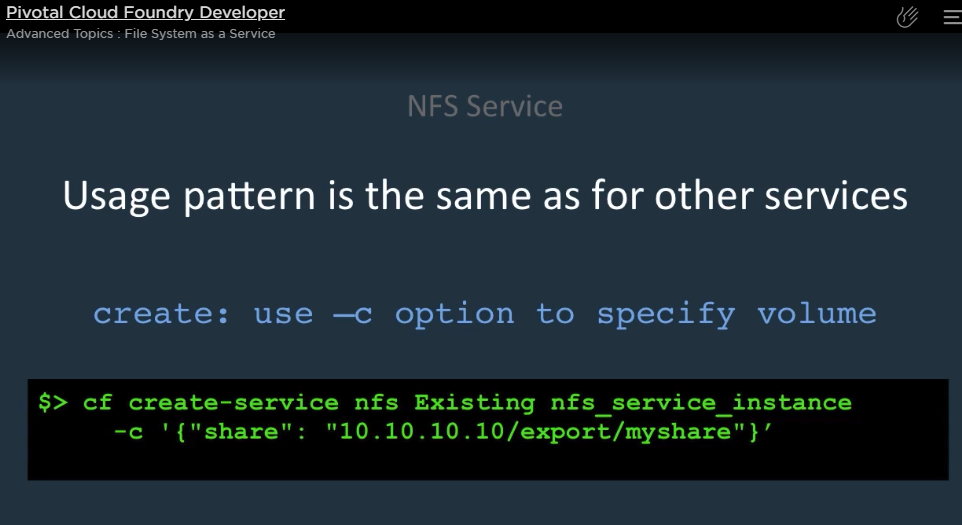 Pivotal Cloud Foundry Developer
Advanced Topics : File System as a Service
NFS Service
Usage pattern is the same as for other services
create: use –c option to specify volume
$> cf create-service nfs Existing nfs_service_instance
-c '{"share": "10.10.10.10/export/myshare"}’